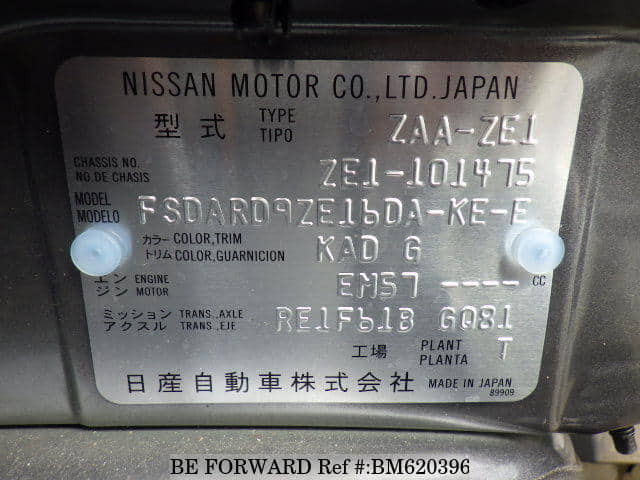 NISSAN MOTOR CO.,LTD.JAPAN
型式 TYPE TIPO ZAA-ZE1
CHASSIS NO. NO.DE CHASIS ZE1-101475
MODEL MODELO FSDARD9ZE16DA-KE-E
カラー COLOR,TRIM トリム COLOR,GUARNICION KAD G
エンジン ENGINE MOTOR EM57 ---- CC
ミッション TRANS.,AXLE アクスル TRANS.,EJE RE1F61B GQ81
工場 PLANT PLANTA T
日産自動車株式会社 MADE IN JAPAN
89909
BE FORWARD Ref #:BM620396